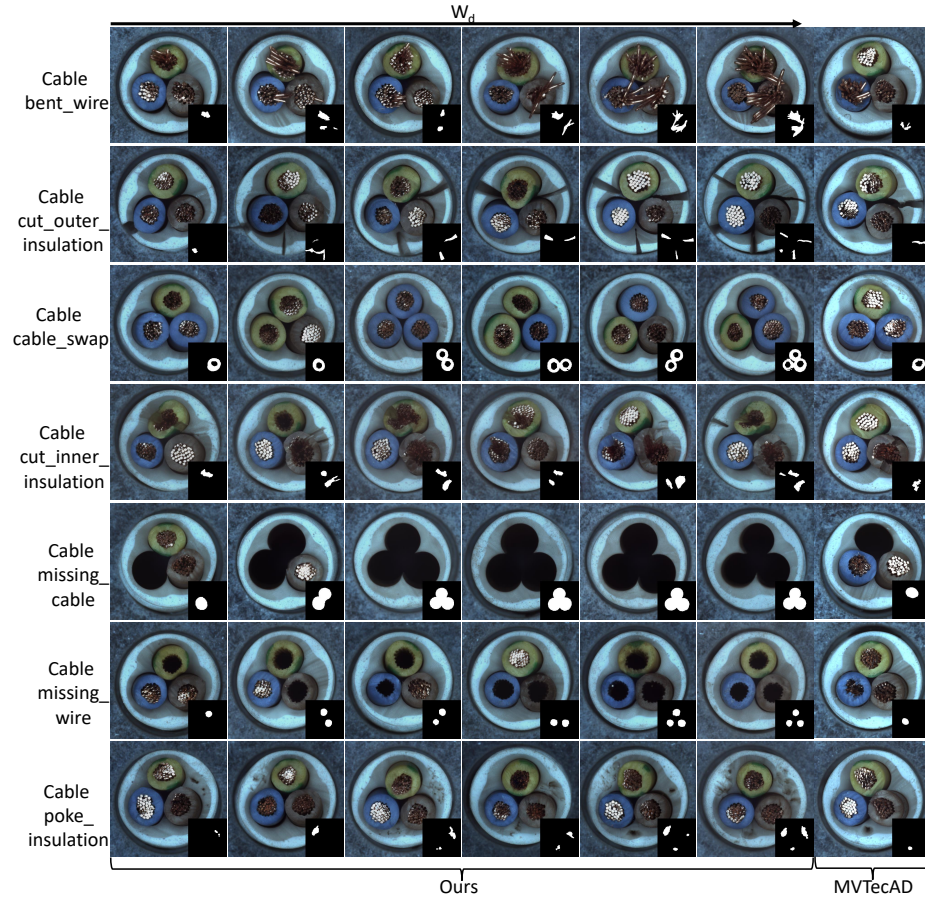 W_d
Cable
bent_wire
Cable
cut_outer_
insulation
Cable
cable_swap
Cable
cut_inner_
insulation
Cable
missing_
cable
Cable
missing_
wire
Cable
poke_
insulation
Ours
MVTecAD